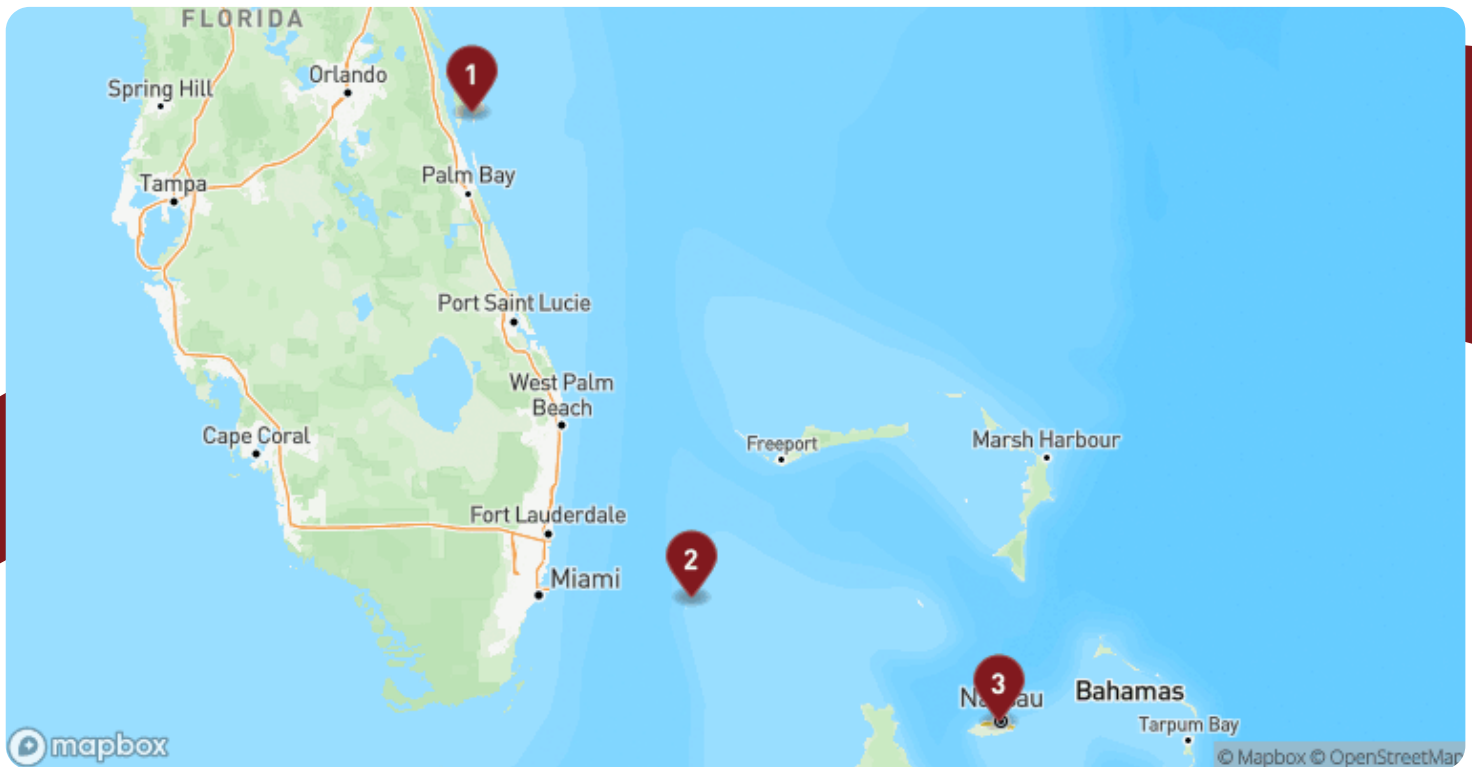 FLORIDA
1
Orlando
Spring Hill
Palm Bay
Tampa
Port Saint Lucie
West Palm
Beach
Cape Coral
Freeport
Marsh Harbour
Fort Lauderdale
2
Miami
3
Bahamas
Tarpum Bay
mapbox
© Mapbox © OpenStreetMap